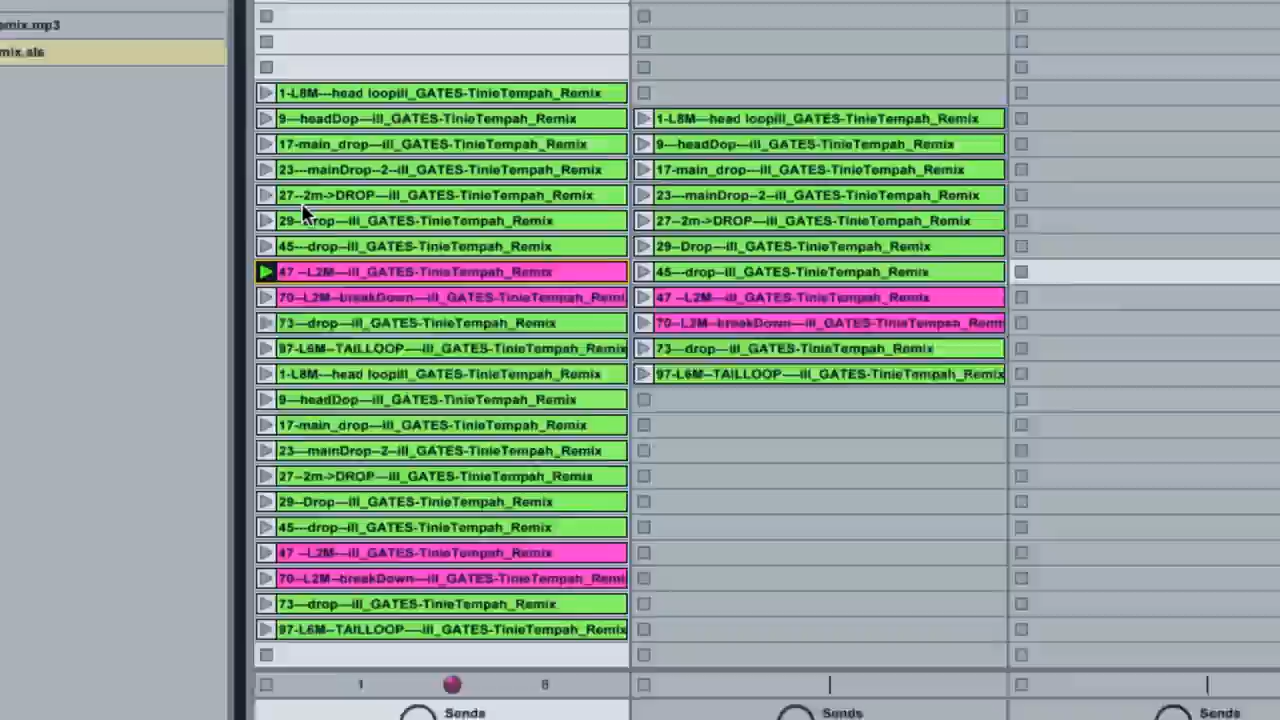 emix.mp3
mix.als
1-L8M---head loopill_GATES-TinieTempah_Remix
9---headDop---ill_GATES-TinieTempah_Remix
17-main_drop---ill_GATES-TinieTempah_Remix
23---mainDrop--2--ill_GATES-TinieTempah_Remix
27--2m->DROP---ill_GATES-TinieTempah_Remix
29--Drop---ill_GATES-TinieTempah_Remix
45---drop--ill_GATES-TinieTempah_Remix
47 --L2M---ill_GATES-TinieTempah_Remix
70--L2M--breakDown---ill_GATES-TinieTempah_Remi
73---drop---ill_GATES-TinieTempah_Remix
97-L6M--TAILLOOP----ill_GATES-TinieTempah_Remix
1-L8M---head loopill_GATES-TinieTempah_Remix
9---headDop---ill_GATES-TinieTempah_Remix
17-main_drop---ill_GATES-TinieTempah_Remix
23---mainDrop--2--ill_GATES-TinieTempah_Remix
27--2m->DROP---ill_GATES-TinieTempah_Remix
29--Drop---ill_GATES-TinieTempah_Remix
45---drop--ill_GATES-TinieTempah_Remix
47 --L2M---ill_GATES-TinieTempah_Remix
70--L2M--breakDown---ill_GATES-TinieTempah_Remi
73---drop---ill_GATES-TinieTempah_Remix
97-L6M--TAILLOOP----ill_GATES-TinieTempah_Remix
1 8
Sends
1-L8M---head loopill_GATES-TinieTempah_Remix
9---headDop---ill_GATES-TinieTempah_Remix
17-main_drop---ill_GATES-TinieTempah_Remix
23---mainDrop--2--ill_GATES-TinieTempah_Remix
27--2m->DROP---ill_GATES-TinieTempah_Remix
29--Drop---ill_GATES-TinieTempah_Remix
45---drop--ill_GATES-TinieTempah_Remix
47 --L2M---ill_GATES-TinieTempah_Remix
70--L2M--breakDown---ill_GATES-TinieTempah_Remi
73---drop---ill_GATES-TinieTempah_Remix
97-L6M--TAILLOOP----ill_GATES-TinieTempah_Remix
Sends
Sends